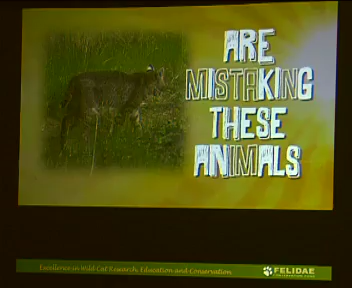 ARE
MISTAKING
THESE
ANIMALS
Excellence in Wild Cat Research, Education and Conservation
FELIDAE